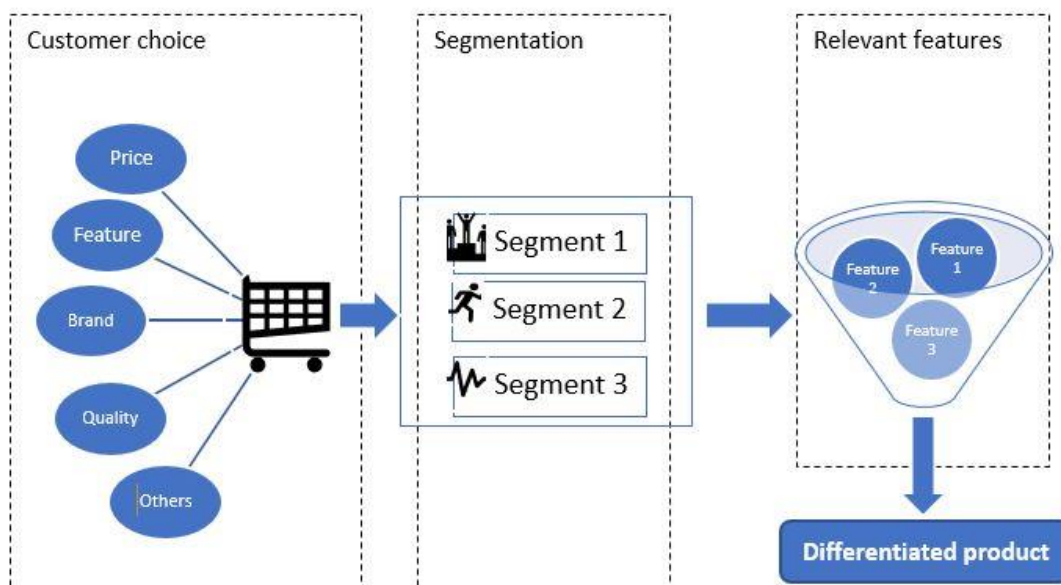 Customer choice
Price
Feature
Brand
Quality
Others
Segmentation
Segment 1
Segment 2
Segment 3
Relevant features
Feature
1
Feature
2
Feature
3
Differentiated product